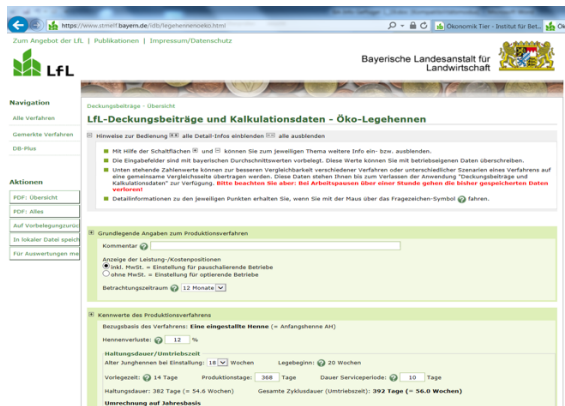 https://www.stmelf.bayern.de/idb/legehennenoeko.html
Ökonomik Tier - Institut für Bet...
Zum Angebot der LfL | Publikationen | Impressum/Datenschutz
LfL
Bayerische Landesanstalt für
Landwirtschaft
Navigation
Alle Verfahren
Gemerkte Verfahren
DB-Plus
Aktionen
PDF: Übersicht
PDF: Alles
Auf Vorbelegung
In lokaler Datei speich
Für Auswertungen me
Deckungsbeiträge - Übersicht
LfL-Deckungsbeiträge und Kalkulationsdaten - Öko-Legehennen
Hinweise zur Bedienung alle Detail-Infos einblenden alle ausblenden
Mit Hilfe der Schaltflächen und können Sie zum jeweiligen Thema weitere Info ein- bzw. ausblenden.
Die Eingabefelder sind mit bayerischen Durchschnittswerten vorbelegt. Diese Werte können Sie mit betriebseigenen Daten überschreiben.
Unten stehende Zahlenwerte können zur besseren Vergleichbarkeit verschiedener Verfahren oder unterschiedlicher Szenarien eines Verfahrens auf
eine gemeinsame Vergleichsseite übertragen werden. Diese Daten stehen Ihnen bis zum Verlassen der Anwendung "Deckungsbeiträge und
Kalkulationsdaten" zur Verfügung. Bitte beachten Sie aber: Bei Arbeitspausen über einer Stunde gehen die bisher gespeicherten Daten
verloren!
Detailinformationen zu den jeweiligen Punkten erhalten Sie, wenn Sie mit der Maus über das Fragezeichen-Symbol fahren.
Grundlegende Angaben zum Produktionsverfahren
Kommentar
Anzeige der Leistung-/Kostenpositionen
inkl. MwSt. = Einstellung für pauschalierende Betriebe
ohne MwSt. = Einstellung für optierende Betriebe
Betrachtungszeitraum 12 Monate
Kennwerte des Produktionsverfahrens
Bezugsbasis des Verfahrens: Eine eingestallte Henne (= Anfangshenne AH)
Hennenverluste: 12 %
Haltungsdauer/Umtriebszeit
Alter Junghennen bei Einstallung: 18 Wochen Legebeginn: 20 Wochen
Vorlegezeit: 14 Tage Produktionstage: 368 Tage Dauer Serviceperiode: 10 Tage
Haltungsdauer: 382 Tage (= 54.6 Wochen) Gesamte Zyklusdauer (Umtriebszeit): 392 Tage (= 56.0 Wochen)
Umrechnung auf Jahresbasis